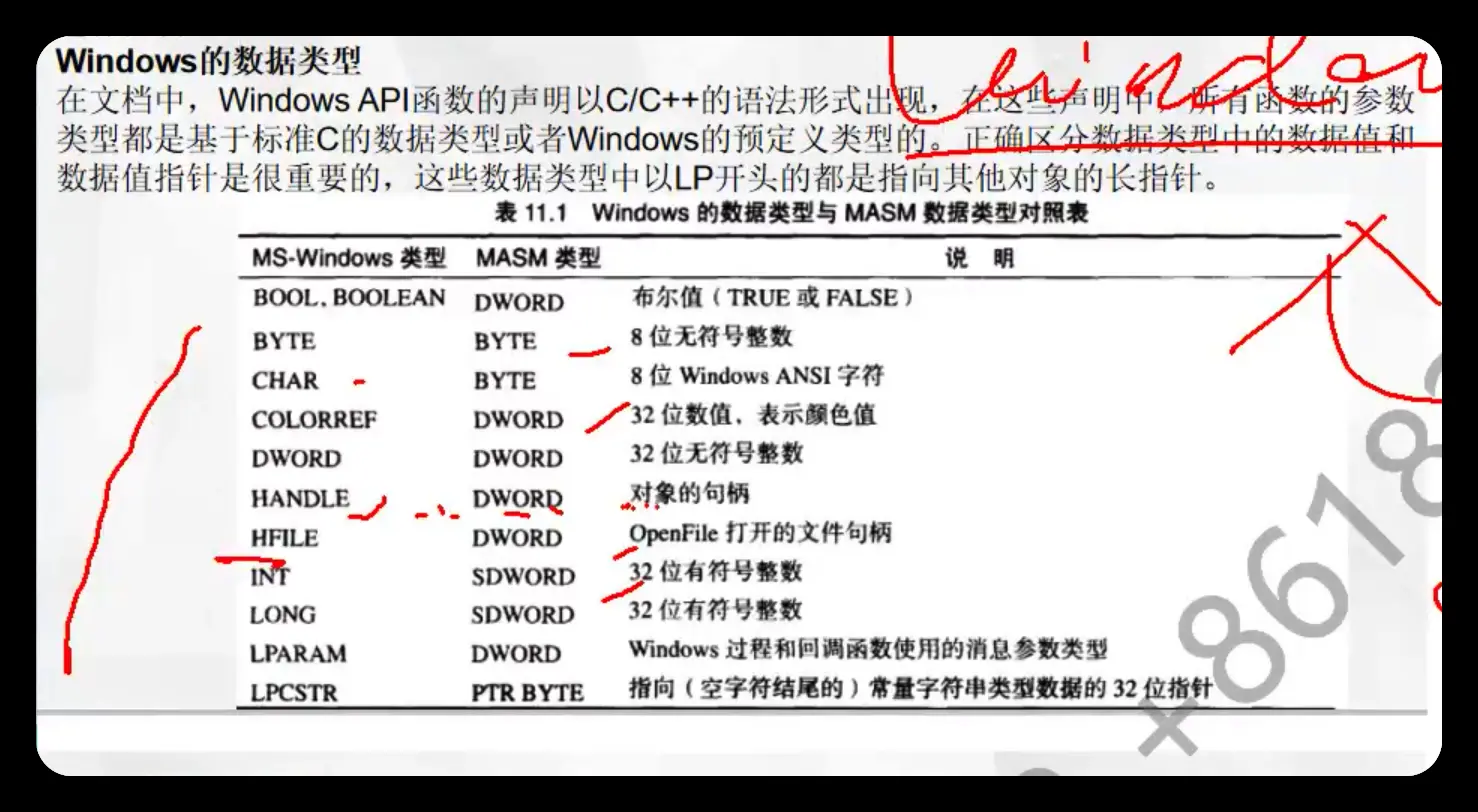 Windows的数据类型
在文档中，Windows API函数的声明以C/C++的语法形式出现，在这些声明中，所有函数的参数
类型都是基于标准C的数据类型或者Windows的预定义类型的。正确区分数据类型中的数据值和
数据值指针是很重要的，这些数据类型中以LP开头的都是指向其他对象的长指针。
表 11.1 Windows 的数据类型与 MASM 数据类型对照表
MS-Windows 类型 MASM 类型 说 明
BOOL, BOOLEAN DWORD 布尔值（TRUE 或 FALSE）
BYTE BYTE 8 位无符号整数
CHAR BYTE 8 位 Windows ANSI 字符
COLORREF DWORD 32 位数值，表示颜色值
DWORD DWORD 32 位无符号整数
HANDLE DWORD 对象的句柄
HFILE DWORD OpenFile 打开的文件句柄
INT SDWORD 32 位有符号整数
LONG SDWORD 32 位有符号整数
LPARAM DWORD Windows 过程和回调函数使用的消息参数类型
LPCSTR PTR BYTE 指向（空字符结尾的）常量字符串类型数据的 32 位指针
+8618